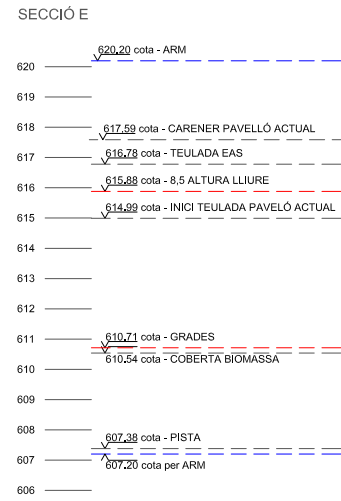 SECCIÓ E
620.20 cota - ARM
620
619
618
617.59 cota - CARENER PAVELLÓ ACTUAL
617
616.78 cota - TEULADA EAS
616
615.88 cota - 8,5 ALTURA LLIURE
614.99 cota - INICI TEULADA PAVELÓ ACTUAL
615
614
613
612
611
610.71 cota - GRADES
610.54 cota - COBERTA BIOMASSA
610
609
608
607.38 cota - PISTA
607
607.20 cota per ARM
606